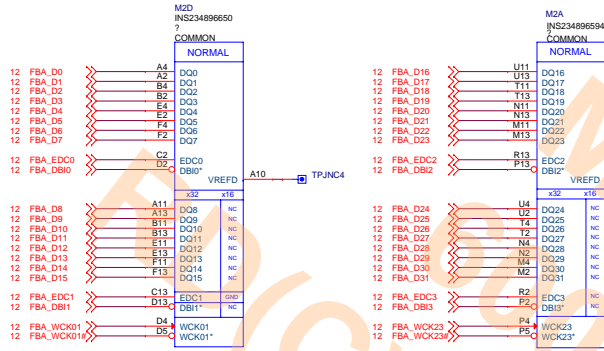 M2D
INS234896650
?
COMMON
NORMAL
12 FBA_D0 A4 DQ0
12 FBA_D1 A2 DQ1
12 FBA_D2 B4 DQ2
12 FBA_D3 B2 DQ3
12 FBA_D4 E4 DQ4
12 FBA_D5 E2 DQ5
12 FBA_D6 F4 DQ6
12 FBA_D7 F2 DQ7
12 FBA_EDC0 C2 EDC0
12 FBA_DBI0 D2 DBI0*
VREFD A10 TPJNC4
x32 x16
12 FBA_D8 A11 DQ8 NC
12 FBA_D9 A13 DQ9 NC
12 FBA_D10 B11 DQ10 NC
12 FBA_D11 B13 DQ11 NC
12 FBA_D12 E11 DQ12 NC
12 FBA_D13 E13 DQ13 NC
12 FBA_D14 F11 DQ14 NC
12 FBA_D15 F13 DQ15 NC
12 FBA_EDC1 C13 EDC1 GND
12 FBA_DBI1 D13 DBI1* NC
12 FBA_WCK01 D4 WCK01
12 FBA_WCK01# D5 WCK01*
M2A
INS234896594
?
COMMON
NORMAL
12 FBA_D16 U11 DQ16
12 FBA_D17 U13 DQ17
12 FBA_D18 T11 DQ18
12 FBA_D19 T13 DQ19
12 FBA_D20 N11 DQ20
12 FBA_D21 N13 DQ21
12 FBA_D22 M11 DQ22
12 FBA_D23 M13 DQ23
12 FBA_EDC2 R13 EDC2
12 FBA_DBI2 P13 DBI2*
VREFD
x32 x16
12 FBA_D24 U4 DQ24 NC
12 FBA_D25 U2 DQ25 NC
12 FBA_D26 T4 DQ26 NC
12 FBA_D27 T2 DQ27 NC
12 FBA_D28 N4 DQ28 NC
12 FBA_D29 N2 DQ29 NC
12 FBA_D30 M4 DQ30 NC
12 FBA_D31 M2 DQ31 NC
12 FBA_EDC3 R2 EDC3 NC
12 FBA_DBI3 P2 DBI3* NC
12 FBA_WCK23 P4 WCK23
12 FBA_WCK23# P5 WCK23*